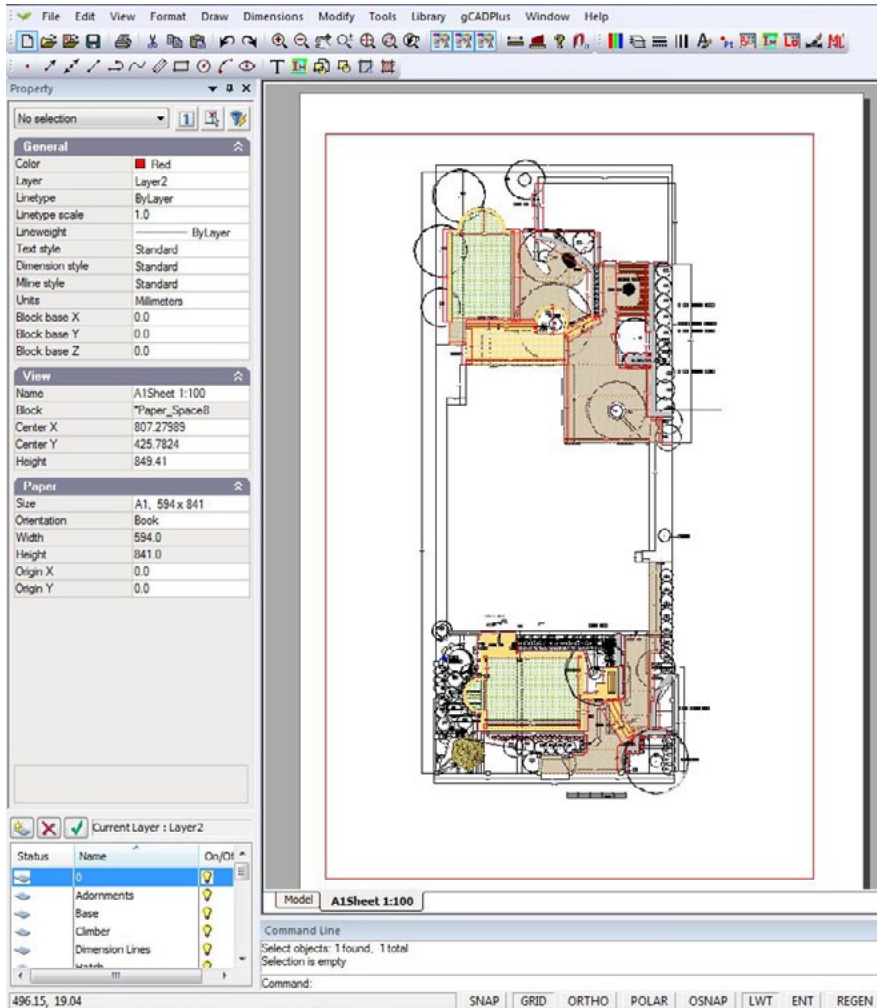 File Edit View Format Draw Dimensions Modify Tools Library gCADPlus Window Help
Property
No selection
General
Color Red
Layer Layer2
Linetype ByLayer
Linetype scale 1.0
Lineweight ByLayer
Text style Standard
Dimension style Standard
Mline style Standard
Units Millimeters
Block base X 0.0
Block base Y 0.0
Block base Z 0.0
View
Name A1Sheet 1:100
Block *Paper_Space8
Center X 807.27989
Center Y 425.7824
Height 849.41
Paper
Size A1, 594 x 841
Orientation Book
Width 594.0
Height 841.0
Origin X 0.0
Origin Y 0.0
Current Layer : Layer2
Status Name On/Of
0
Adornments
Base
Climber
Dimension Lines
Hatch
Model A1Sheet 1:100
Command Line
Select objects: 1 found, 1 total
Selection is empty
Command:
496.15, 19.04 SNAP GRID ORTHO POLAR OSNAP LWT ENT REGEN